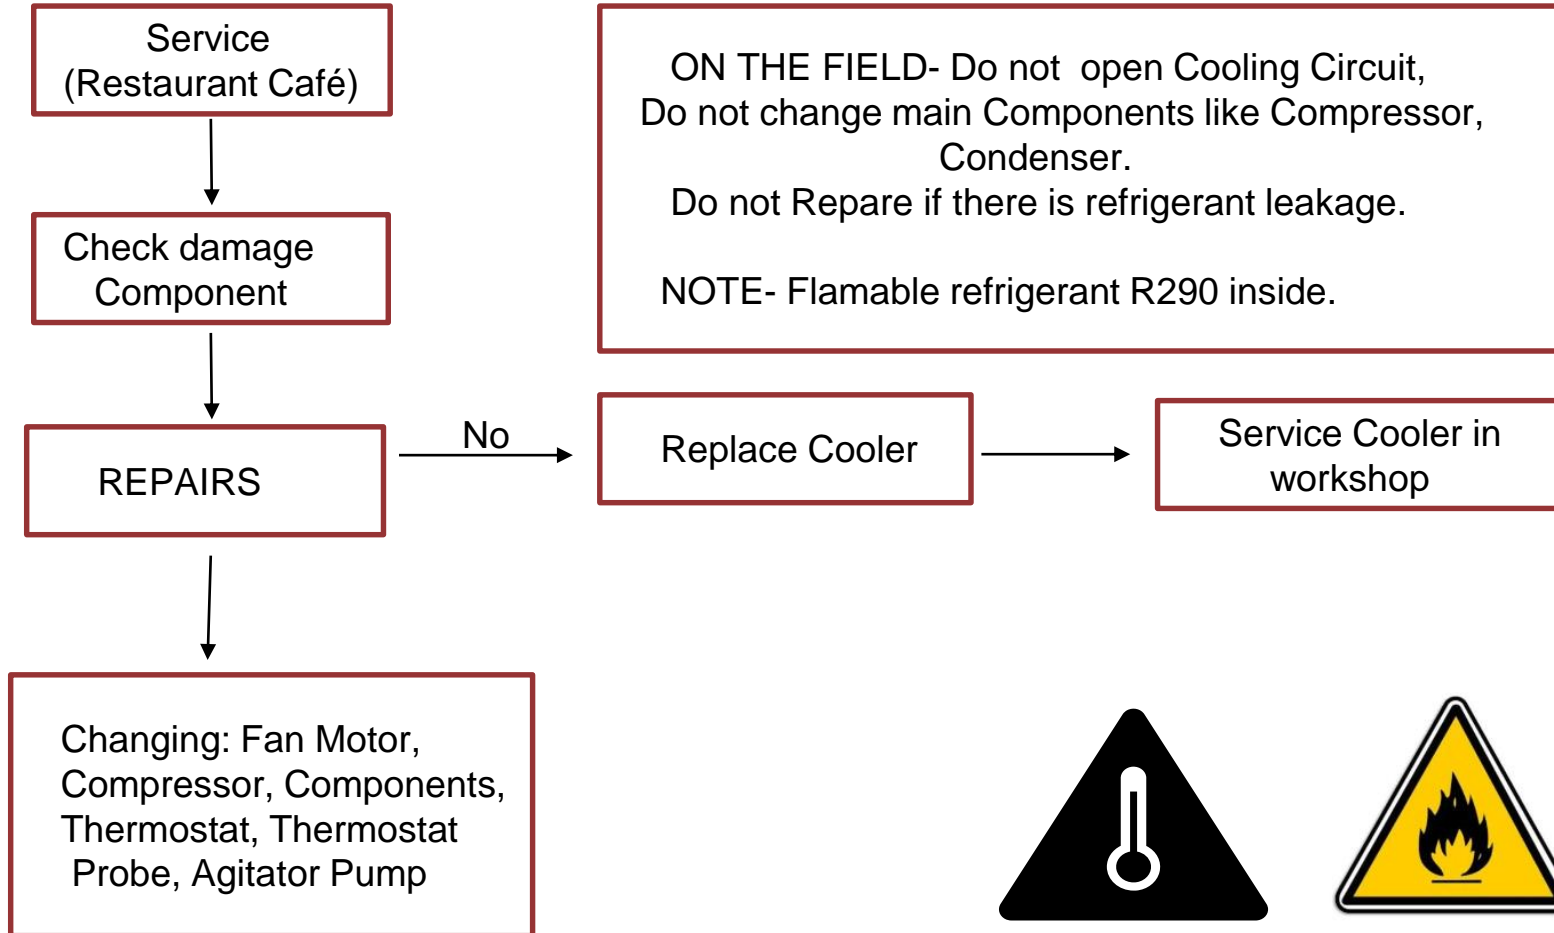 Service
(Restaurant Café)
ON THE FIELD- Do not open Cooling Circuit,
Do not change main Components like Compressor,
Condenser.
Do not Repare if there is refrigerant leakage.
NOTE- Flamable refrigerant R290 inside.
Check damage
Component
REPAIRS
No
Replace Cooler
Service Cooler in
workshop
Changing: Fan Motor,
Compressor, Components,
Thermostat, Thermostat
Probe, Agitator Pump